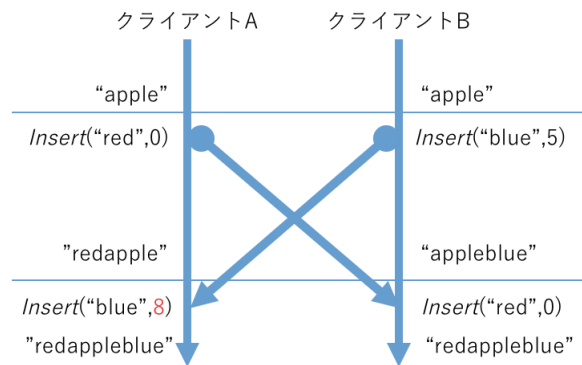 クライアントA
クライアントB
“apple”
“apple”
Insert(“red”,0)
Insert(“blue”,5)
”redapple”
“appleblue”
Insert(“blue”,8)
Insert(“red”,0)
”redappleblue”
“redappleblue”